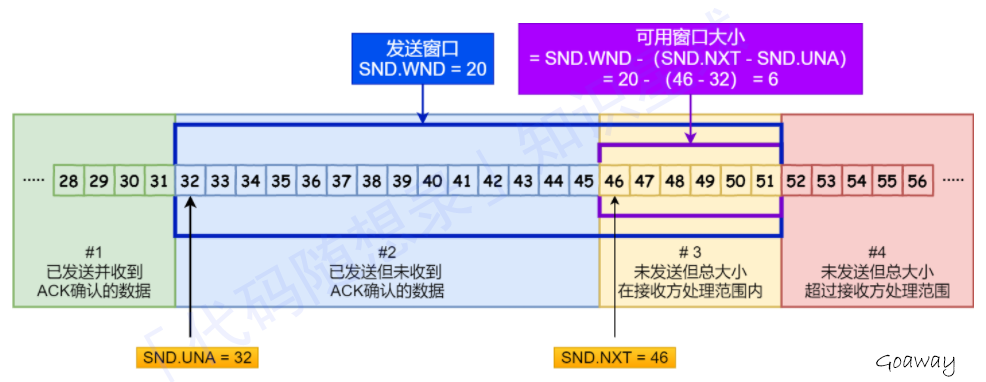 发送窗口
SND.WND = 20
可用窗口大小
= SND.WND -（SND.NXT - SND.UNA）
= 20 -（46 - 32） = 6
····· 28 29 30 31 32 33 34 35 36 37 38 39 40 41 42 43 44 45 46 47 48 49 50 51 52 53 54 55 56 ·····
#1
已发送并收到
ACK确认的数据
#2
已发送但未收到
ACK确认的数据
# 3
未发送但总大小
在接收方处理范围内
#4
未发送但总大小
超过接收方处理范围
SND.UNA = 32
SND.NXT = 46
Goaway
「代码随想录」知识星